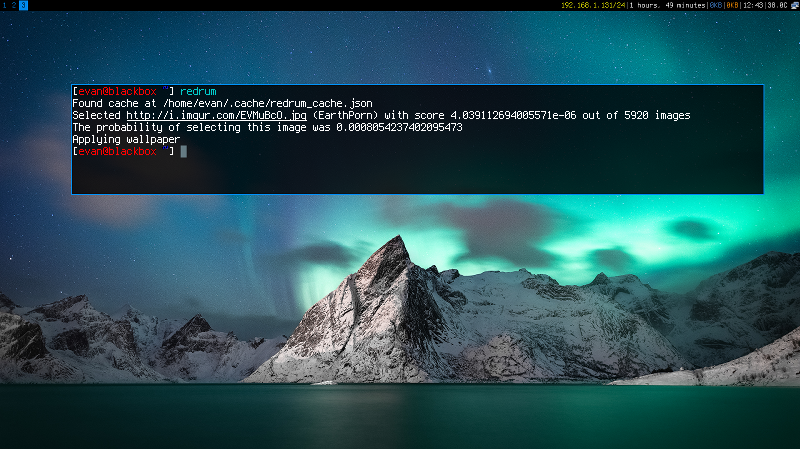 1 2 3
192.168.1.131/24|1 hours, 49 minutes|0KB|0KB|12:43|38.0C
[evan@blackbox ~] redrum
Found cache at /home/evan/.cache/redrum_cache.json
Selected http://i.imgur.com/EVMuBcO.jpg (EarthPorn) with score 4.039112694005571e-06 out of 5920 images
The probability of selecting this image was 0.0008054237402095473
Applying wallpaper
[evan@blackbox ~]